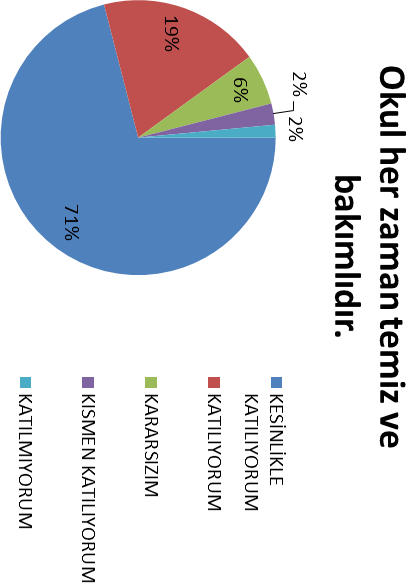 Okul her zaman temiz ve
bakımlıdır.
2%
2%
6%
19%
71%
KESİNLİKLE
KATILIYORUM
KATILIYORUM
KARARSIZIM
KISMEN KATILIYORUM
KATILMIYORUM